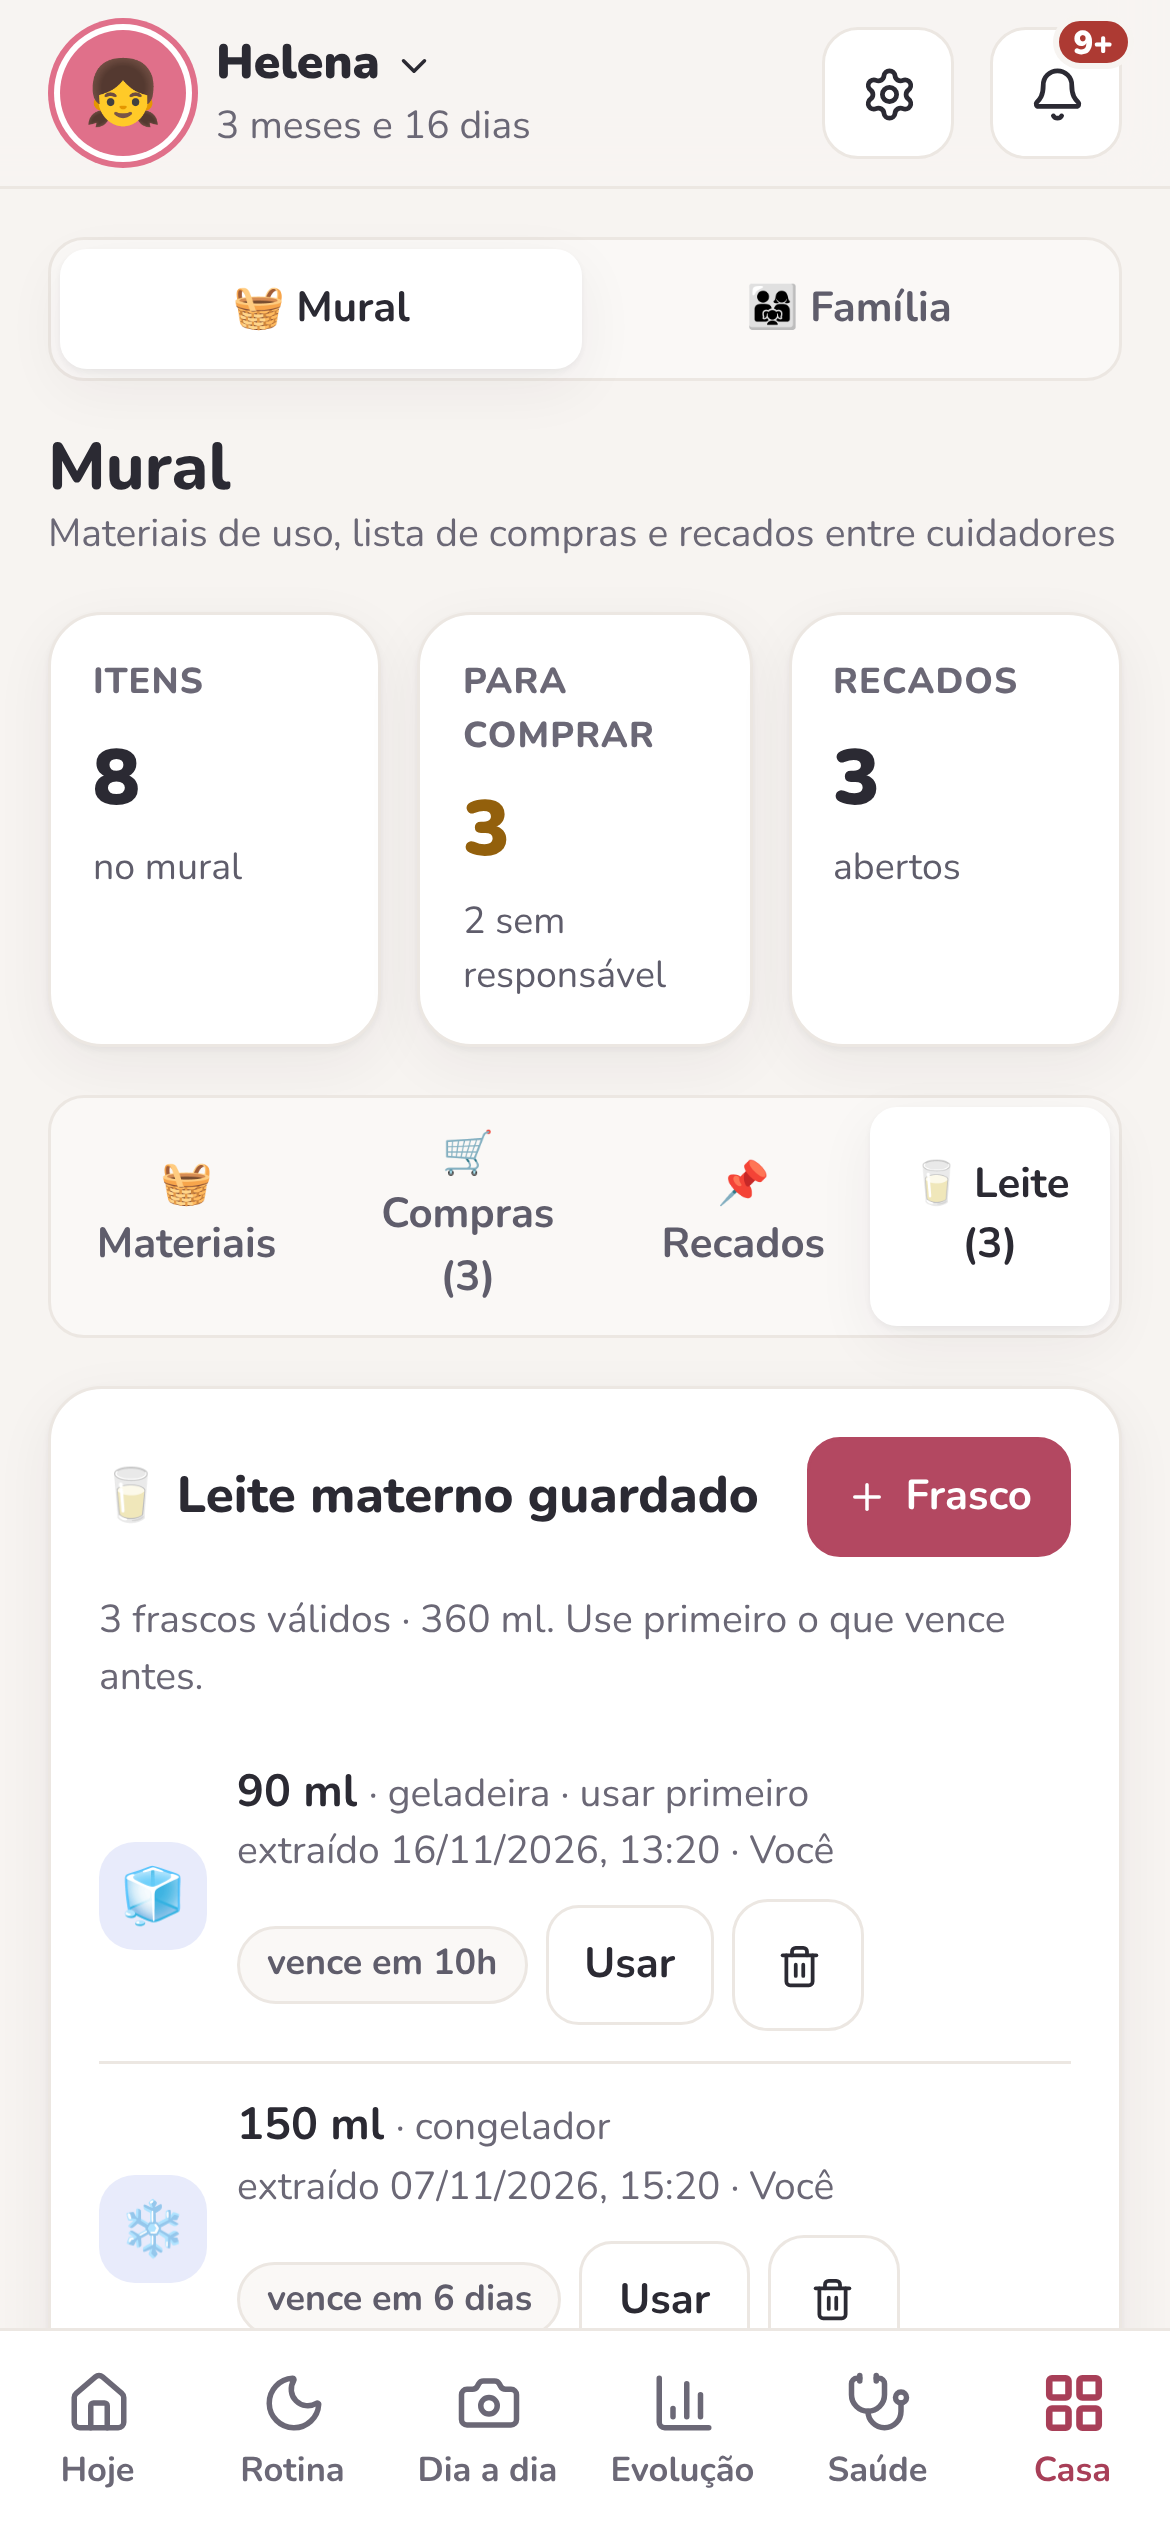 Helena
9+
3 meses e 16 dias
Mural
Família
Mural
Materiais de uso, lista de compras e recados entre cuidadores
ITENS
8
no mural
PARA
COMPRAR
3
2 sem
responsável
RECADOS
3
abertos
Materiais
Compras
(3)
Recados
Leite
(3)
Leite materno guardado
+ Frasco
3 frascos válidos · 360 ml. Use primeiro o que vence
antes.
90 ml · geladeira · usar primeiro
extraído 16/11/2026, 13:20 · Você
vence em 10h
Usar
150 ml · congelador
extraído 07/11/2026, 15:20 · Você
vence em 6 dias
Usar
Hoje
Rotina
Dia a dia
Evolução
Saúde
Casa